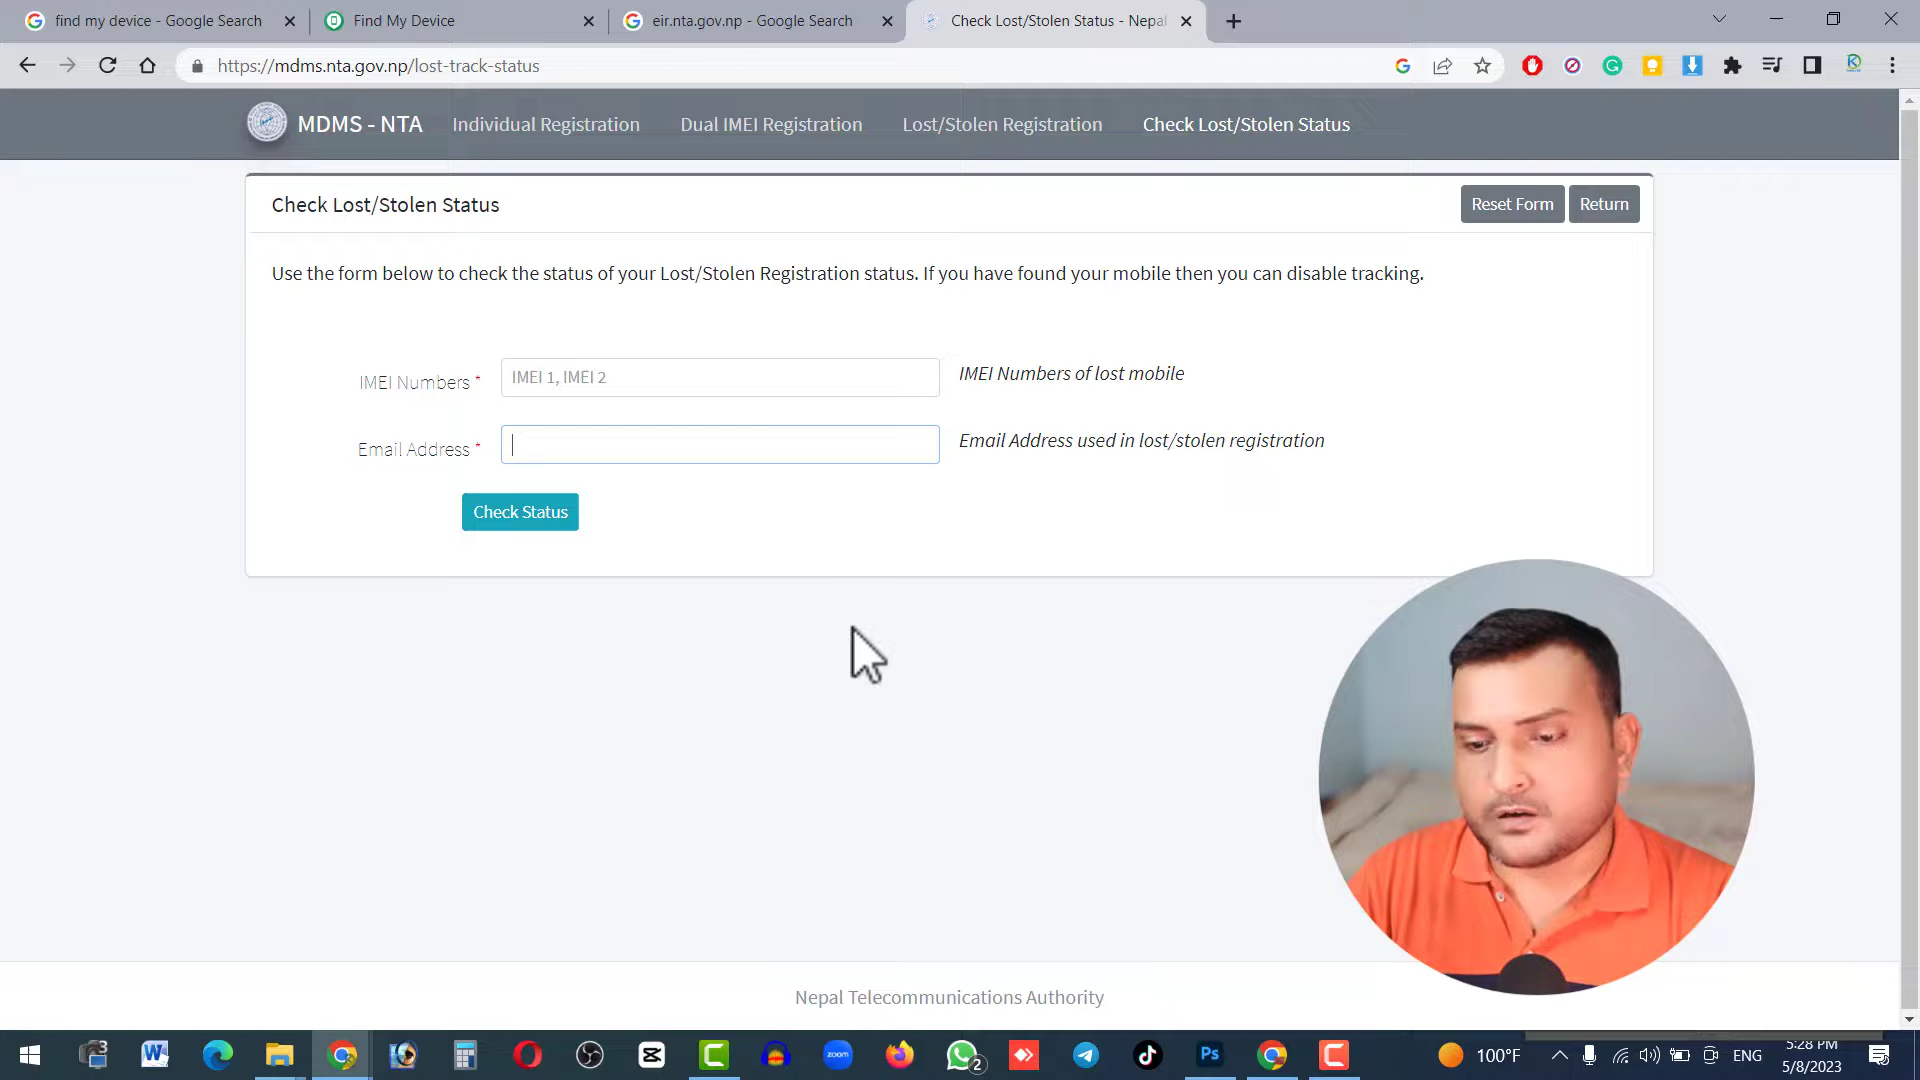 find my device - Google Search
Find My Device
eir.nta.gov.np - Google Search
Check Lost/Stolen Status - Nepal
https://mdms.nta.gov.np/lost-track-status
MDMS - NTA
Individual Registration
Dual IMEI Registration
Lost/Stolen Registration
Check Lost/Stolen Status
Check Lost/Stolen Status
Reset Form
Return
Use the form below to check the status of your Lost/Stolen Registration status. If you have found your mobile then you can disable tracking.
IMEI Numbers *
IMEI 1, IMEI 2
IMEI Numbers of lost mobile
Email Address *
Email Address used in lost/stolen registration
Check Status
Nepal Telecommunications Authority
3
zoom
2
Ps
100°F
ENG
5:28 PM
5/8/2023